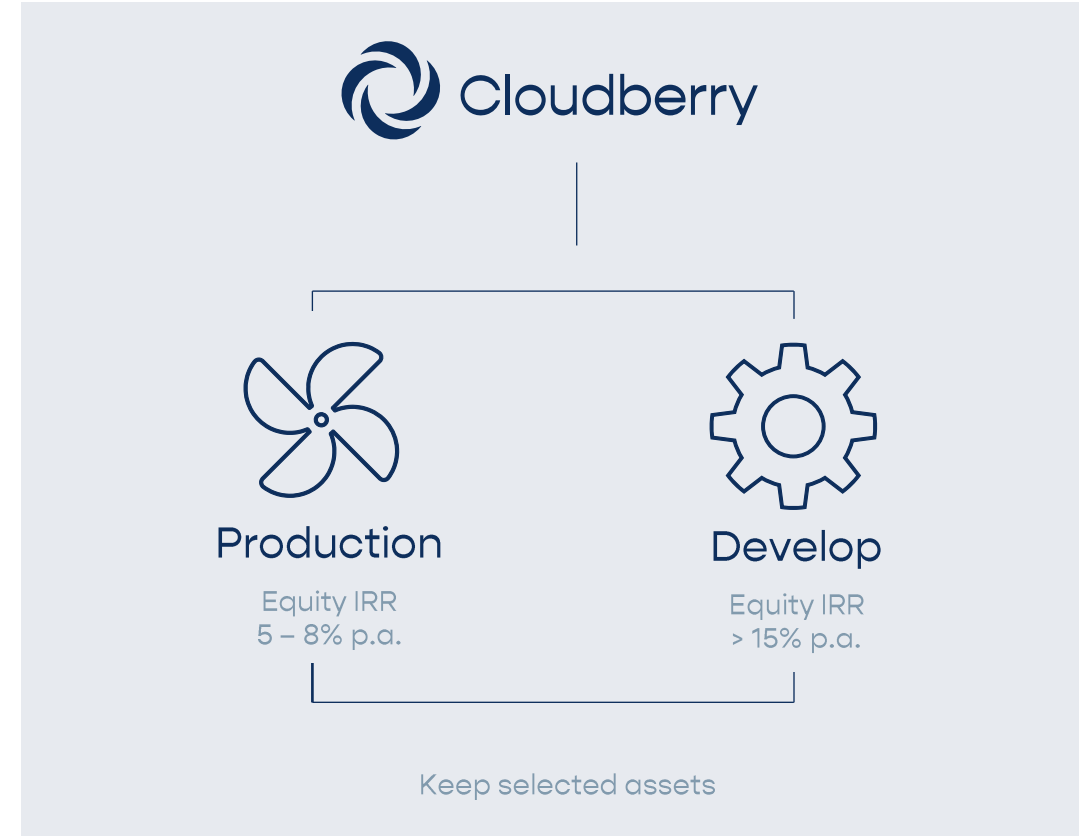 Cloudberry
Production
Equity IRR
5 – 8% p.a.
Develop
Equity IRR
> 15% p.a.
Keep selected assets